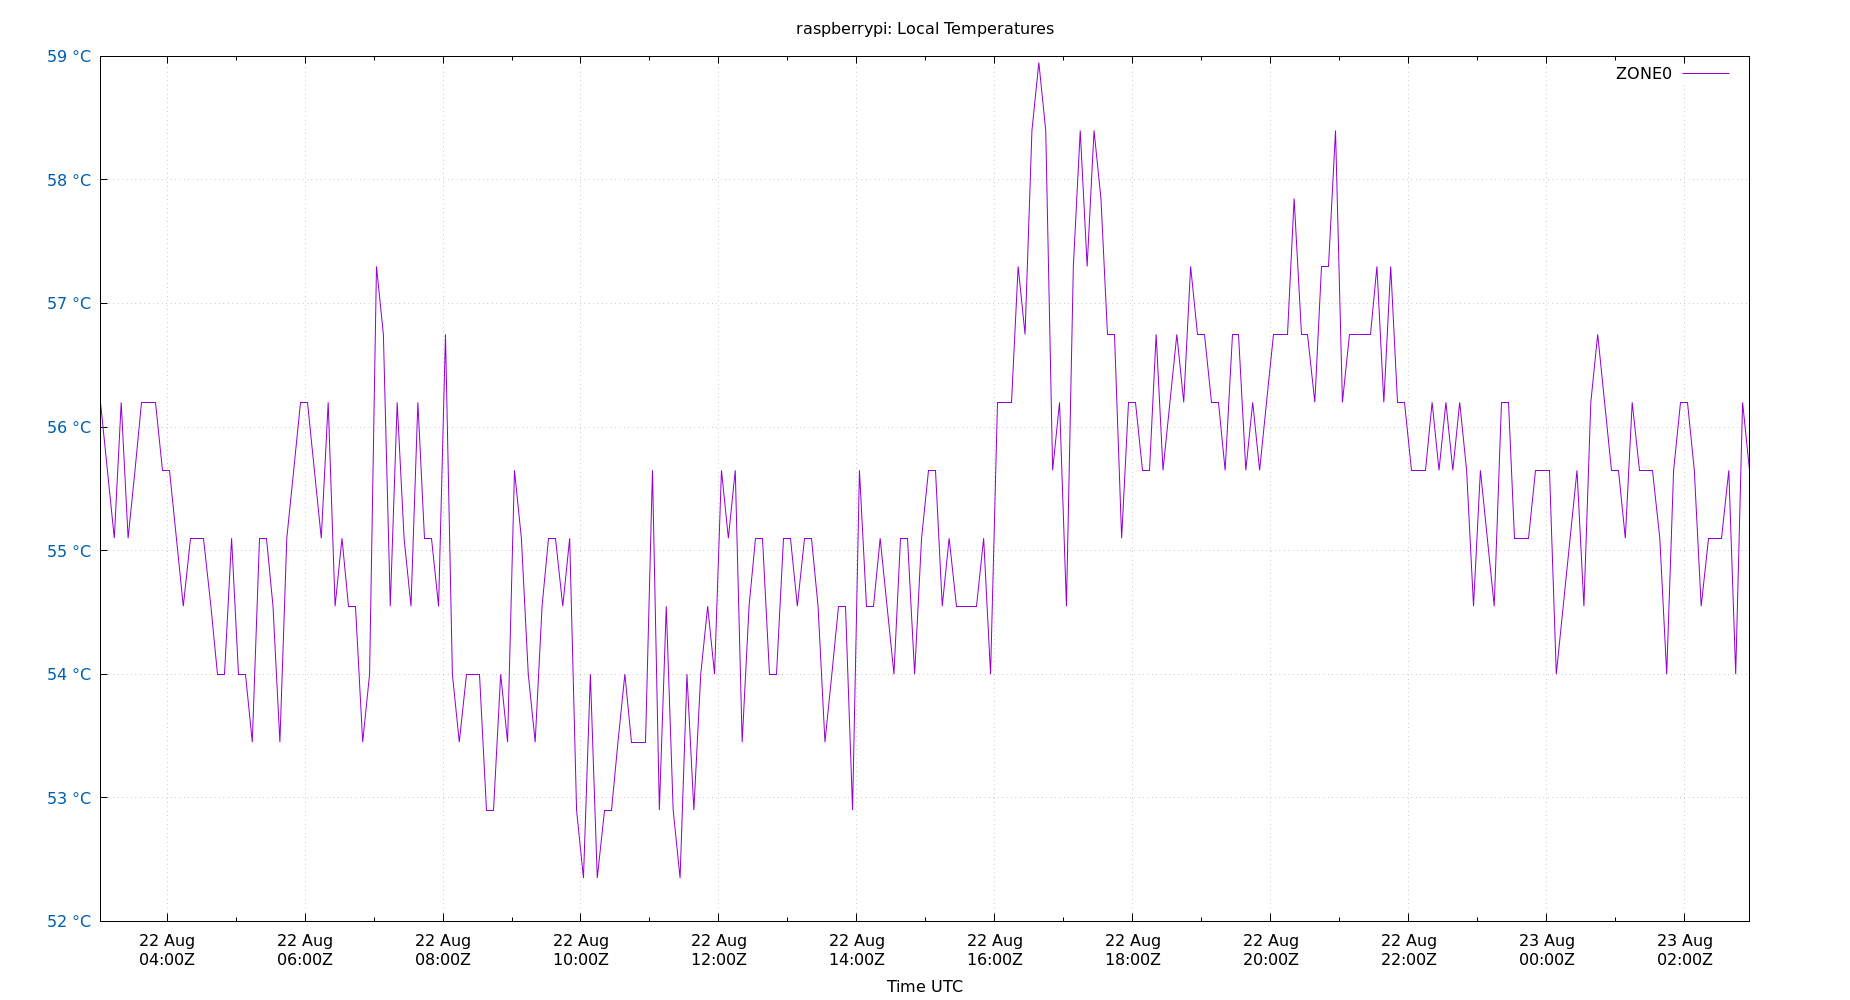 raspberrypi: Local Temperatures
59 °C
ZONE0
58 °C
57 °C
56 °C
55 °C
54 °C
53 °C
52 °C
22 Aug 22 Aug 22 Aug 22 Aug 22 Aug 22 Aug 22 Aug 22 Aug 22 Aug 22 Aug 23 Aug 23 Aug
04:00Z 06:00Z 08:00Z 10:00Z 12:00Z 14:00Z 16:00Z 18:00Z 20:00Z 22:00Z 00:00Z 02:00Z
Time UTC